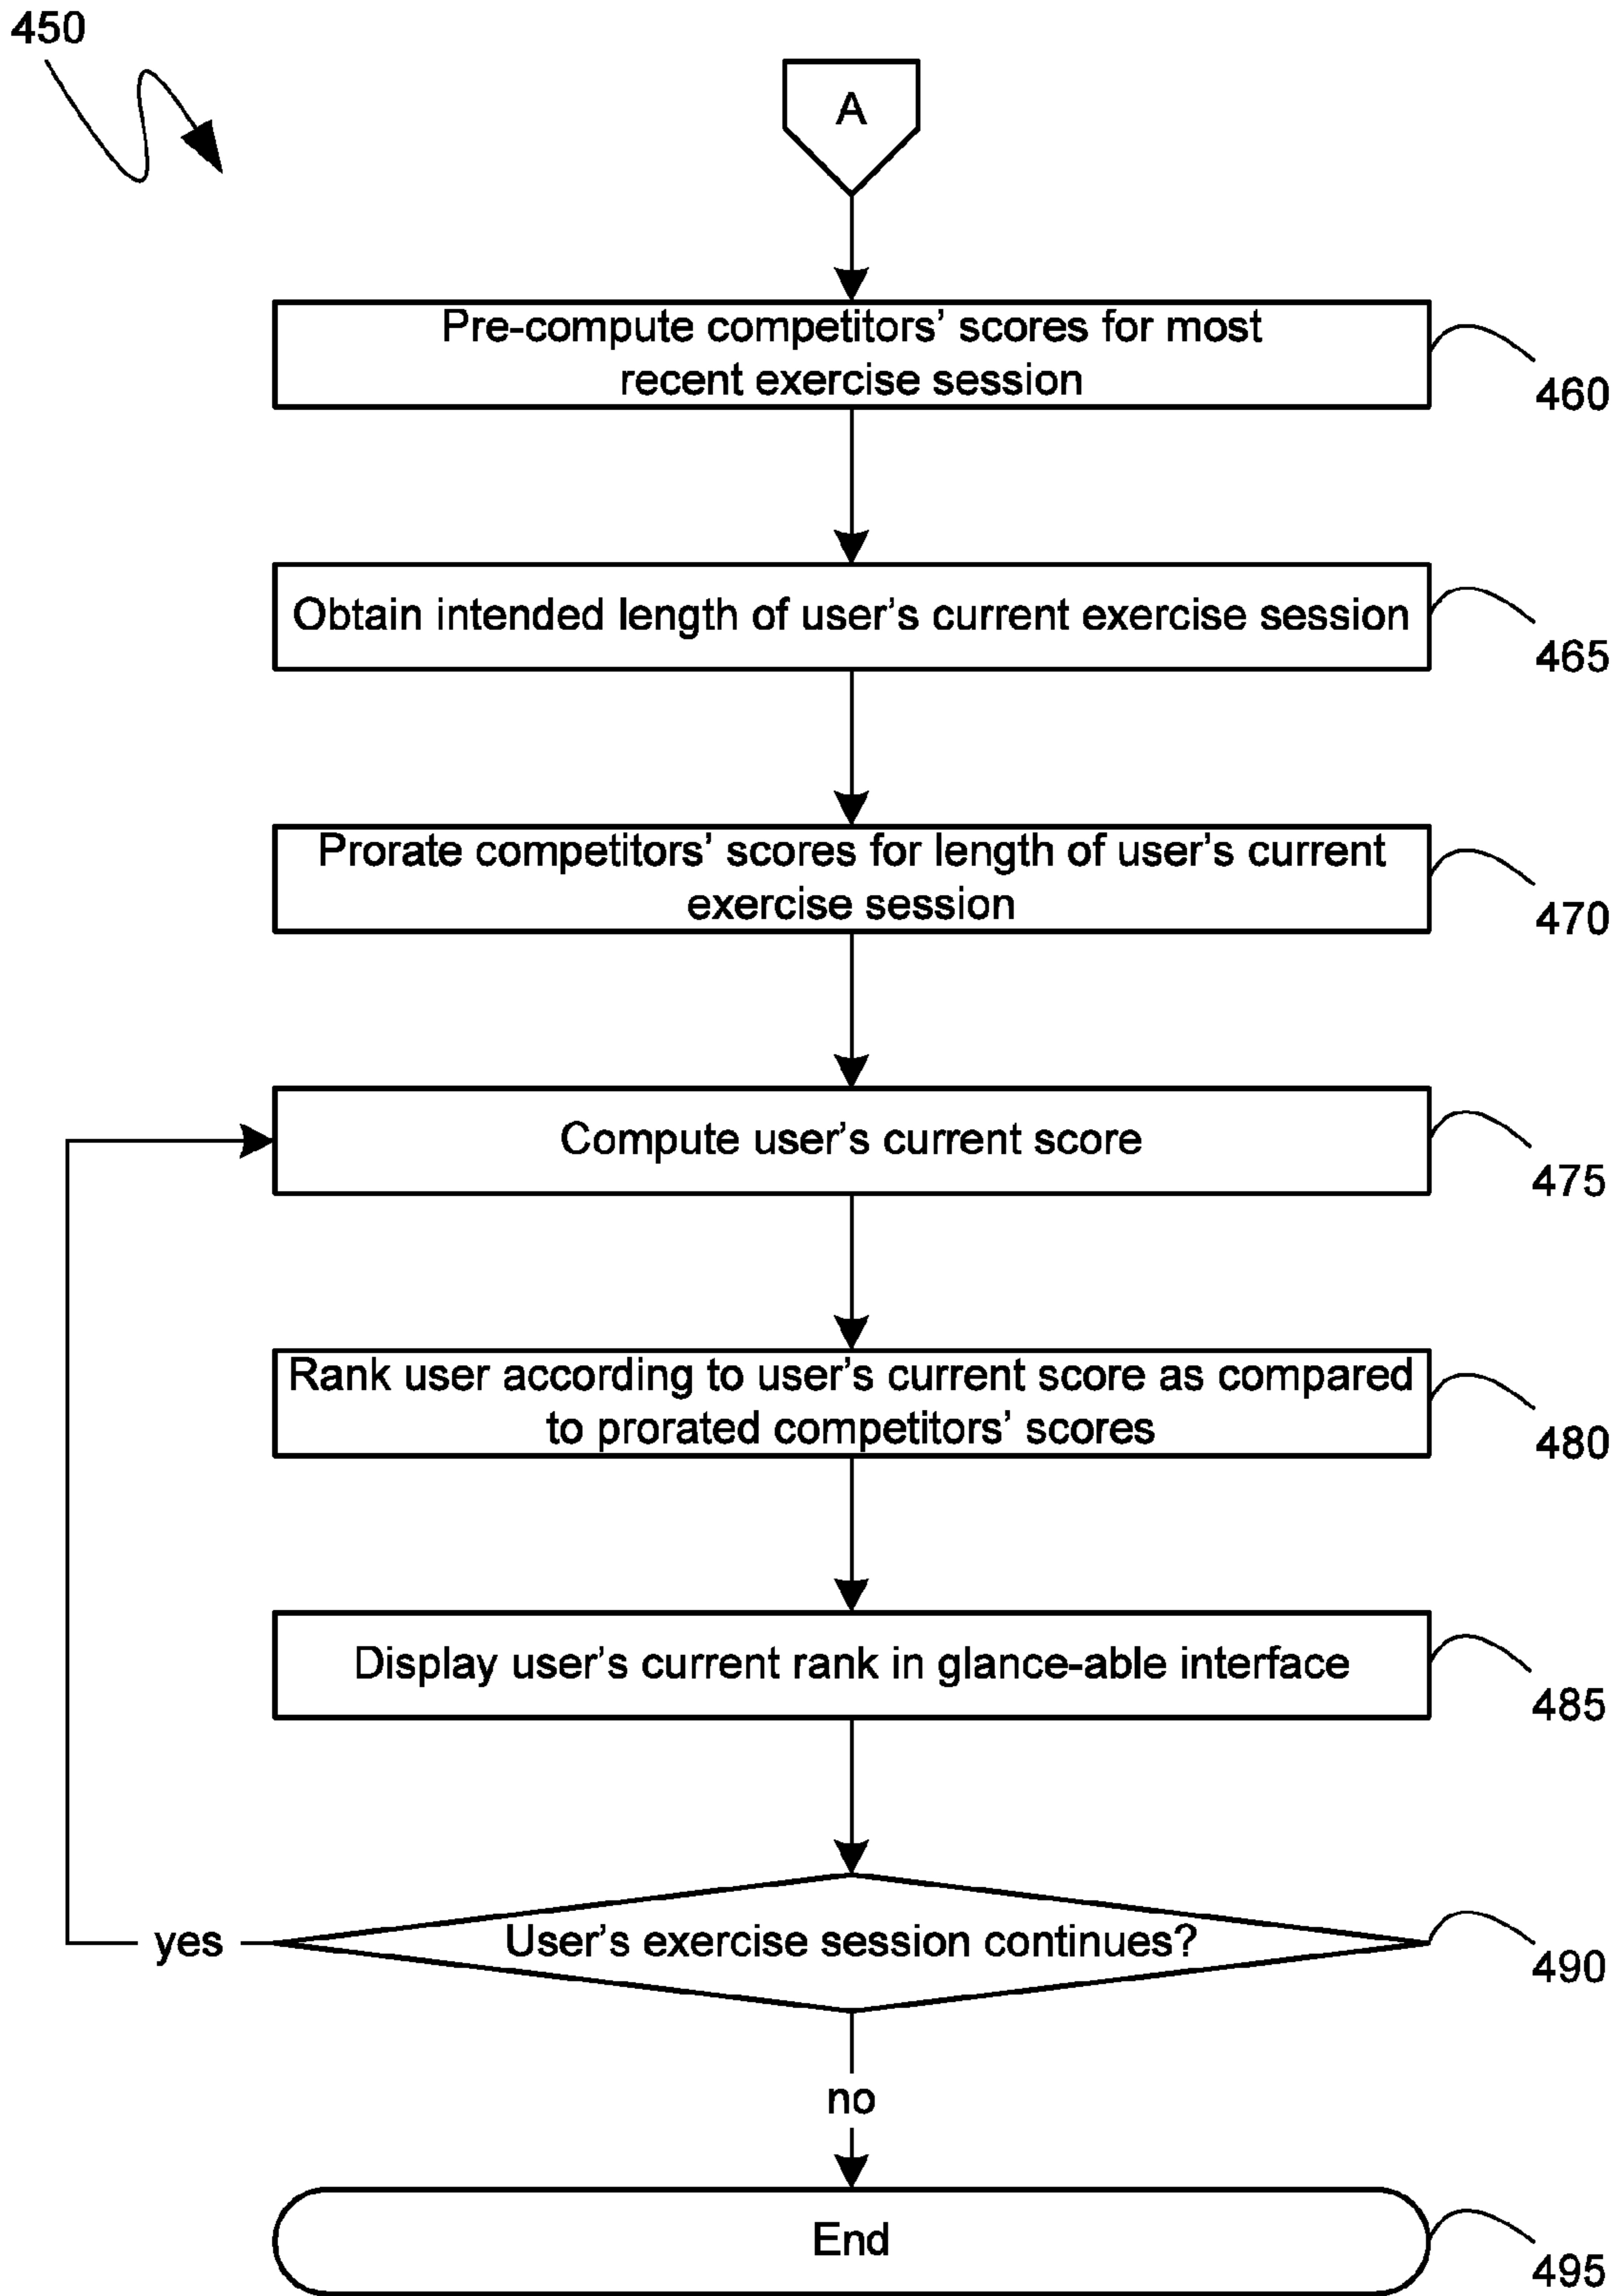 450
A
Pre-compute competitors’ scores for most
recent exercise session
460
Obtain intended length of user’s current exercise session
465
Prorate competitors’ scores for length of user’s current
exercise session
470
Compute user’s current score
475
Rank user according to user’s current score as compared
to prorated competitors’ scores
480
Display user’s current rank in glance-able interface
485
yes
User’s exercise session continues?
490
no
End
495